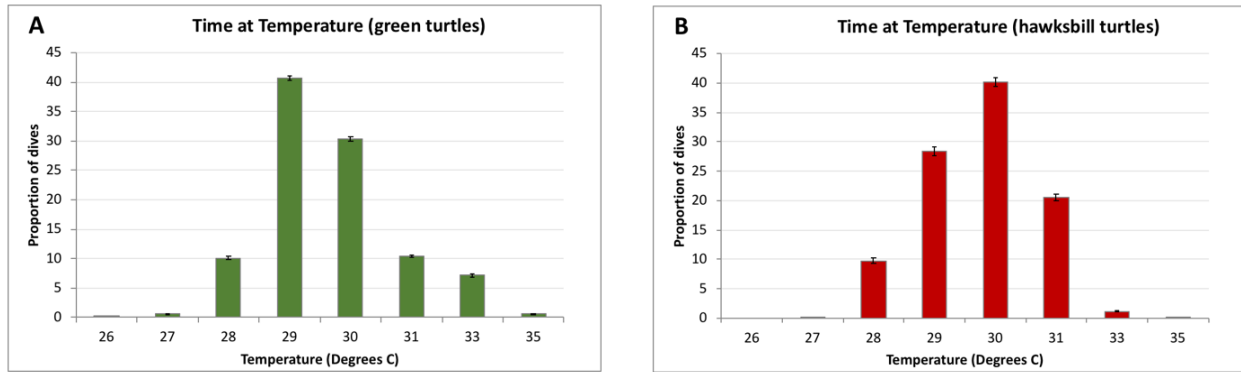 A
Time at Temperature (green turtles)
Proportion of dives
45
40
35
30
25
20
15
10
5
0
26 27 28 29 30 31 33 35
Temperature (Degrees C)
B
Time at Temperature (hawksbill turtles)
Proportion of dives
45
40
35
30
25
20
15
10
5
0
26 27 28 29 30 31 33 35
Temperature (Degrees C)